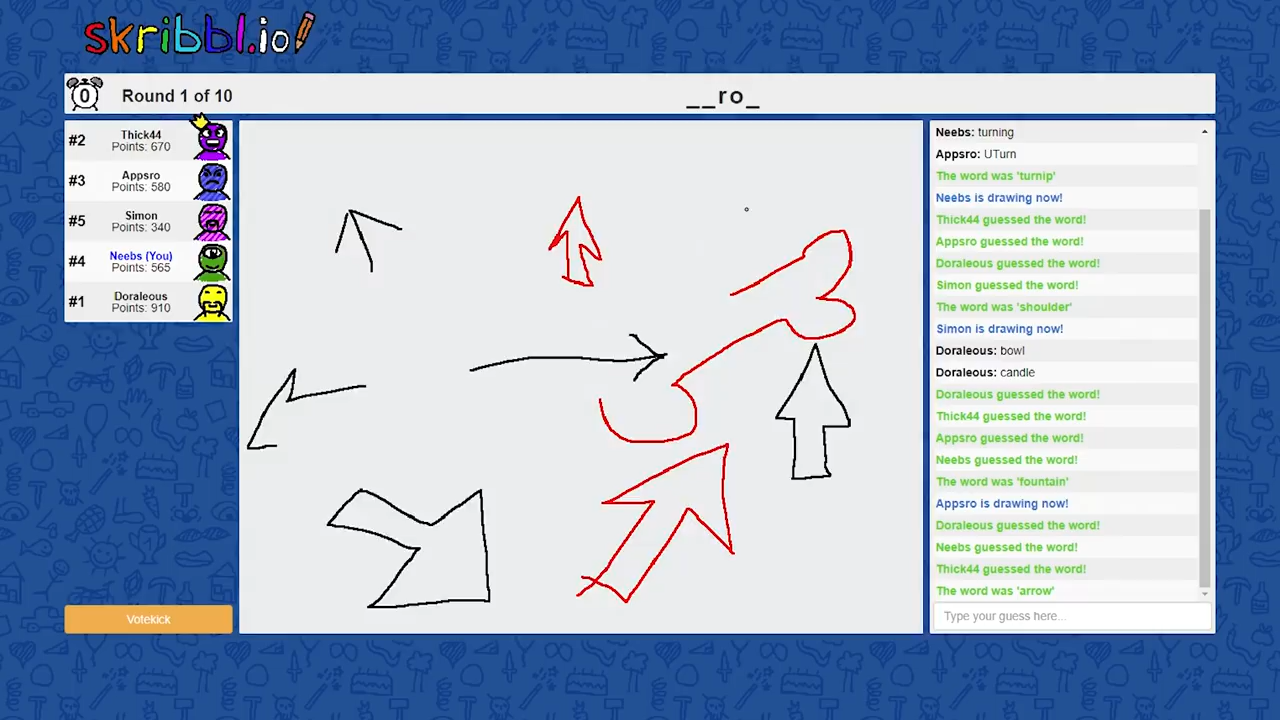 skribbl.io!
0
Round 1 of 10
__ro_
#2
Thick44
Points: 670
#3
Appsro
Points: 580
#5
Simon
Points: 340
#4
Neebs (You)
Points: 565
#1
Doraleous
Points: 910
Votekick
Neebs: turning
Appsro: UTurn
The word was 'turnip'
Neebs is drawing now!
Thick44 guessed the word!
Appsro guessed the word!
Doraleous guessed the word!
Simon guessed the word!
The word was 'shoulder'
Simon is drawing now!
Doraleous: bowl
Doraleous: candle
Doraleous guessed the word!
Thick44 guessed the word!
Appsro guessed the word!
Neebs guessed the word!
The word was 'fountain'
Appsro is drawing now!
Doraleous guessed the word!
Neebs guessed the word!
Thick44 guessed the word!
The word was 'arrow'
Type your guess here...